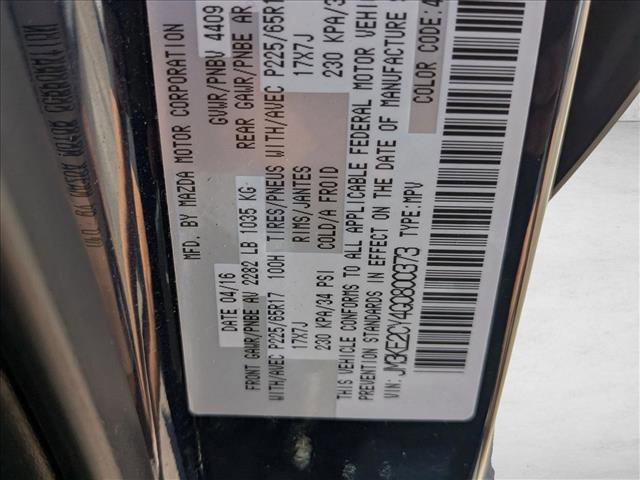 MFD. BY MAZDA MOTOR CORPORATION
DATE 04/16 GVWR/PNBV 4409
FRONT GAWR/PNBE AV 2282 LB 1035 KG REAR GAWR/PNBE AR
WITH/AVEC P225/65R17 100H TIRES/PNEUS WITH/AVEC P225/65R17
17X7J RIMS/JANTES 17X7J
230 KPA/34 PSI COLD/A FROID 230 KPA/3
THIS VEHICLE CONFORMS TO ALL APPLICABLE FEDERAL MOTOR VEHI
PREVENTION STANDARDS IN EFFECT ON THE DATE OF MANUFACTURE S
VIN: JM3KE2CY4G0800373 TYPE: MPV COLOR CODE:4